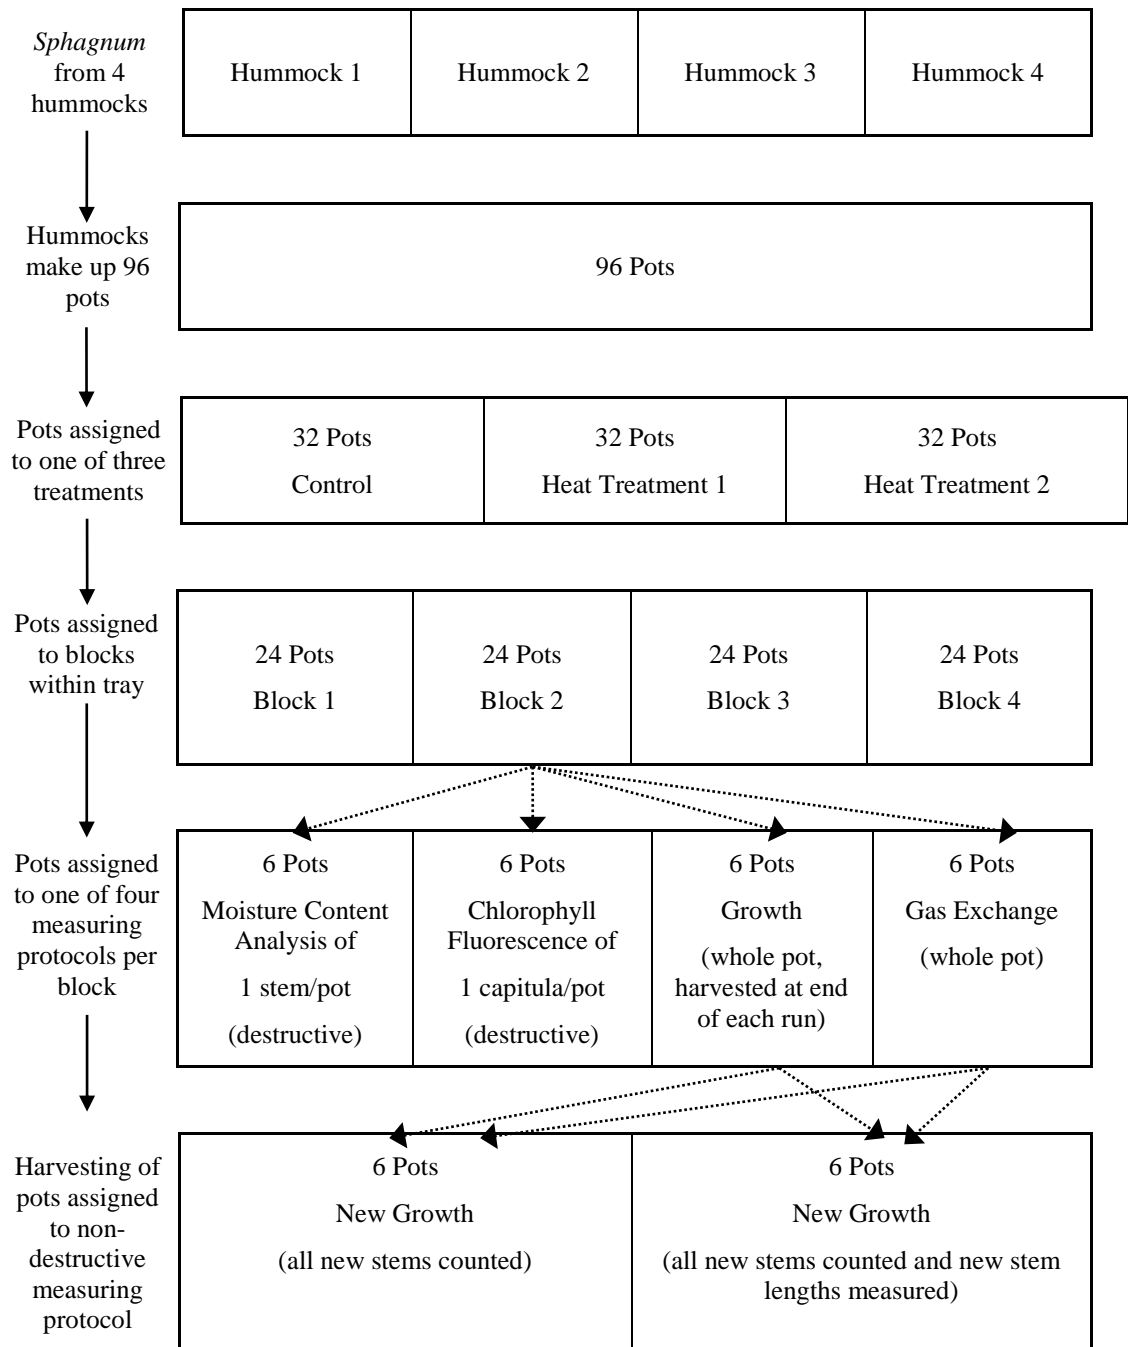 Sphagnum
from 4
hummocks
Hummock 1
Hummock 2
Hummock 3
Hummock 4
Hummocks
make up 96
pots
96 Pots
Pots assigned
to one of three
treatments
32 Pots
Control
32 Pots
Heat Treatment 1
32 Pots
Heat Treatment 2
Pots assigned
to blocks
within tray
24 Pots
Block 1
24 Pots
Block 2
24 Pots
Block 3
24 Pots
Block 4
Pots assigned
to one of four
measuring
protocols per
block
6 Pots
Moisture Content
Analysis of
1 stem/pot
(destructive)
6 Pots
Chlorophyll
Fluorescence of
1 capitula/pot
(destructive)
6 Pots
Growth
(whole pot,
harvested at end
of each run)
6 Pots
Gas Exchange
(whole pot)
Harvesting of
pots assigned
to non-
destructive
measuring
protocol
6 Pots
New Growth
(all new stems counted)
6 Pots
New Growth
(all new stems counted and new stem
lengths measured)